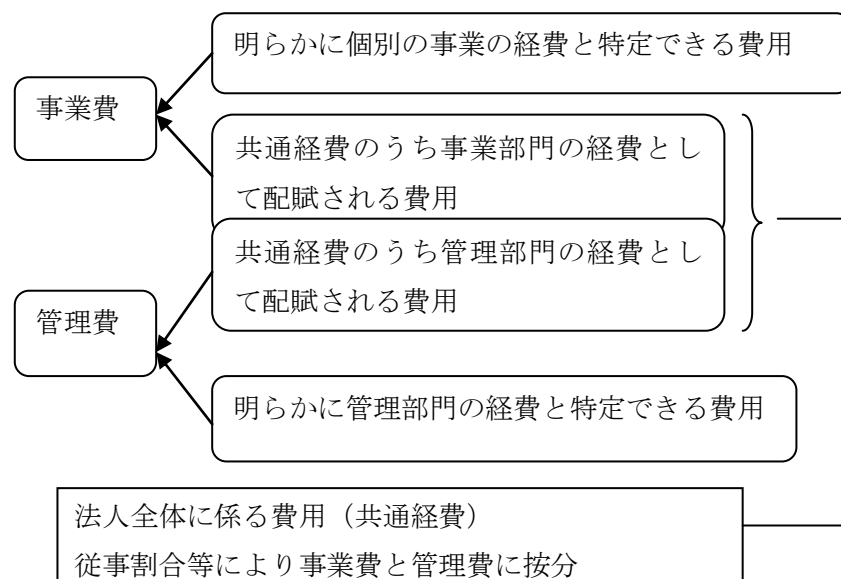 明らかに個別の事業の経費と特定できる費用
事業費
共通経費のうち事業部門の経費とし
て配賦される費用
共通経費のうち管理部門の経費とし
て配賦される費用
管理費
明らかに管理部門の経費と特定できる費用
法人全体に係る費用（共通経費）
従事割合等により事業費と管理費に按分